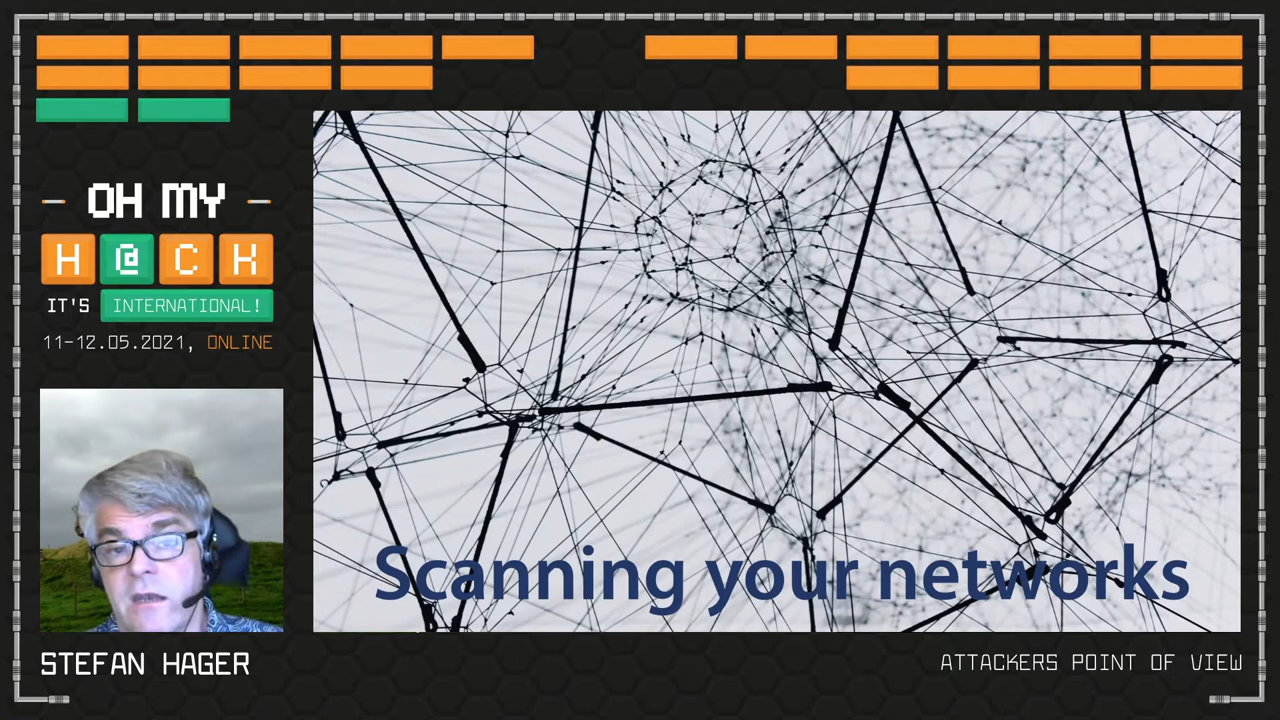 OH MY
H@CK
IT'S INTERNATIONAL!
11-12.05.2021, ONLINE
Scanning your networks
STEFAN HAGER
ATTACKERS POINT OF VIEW